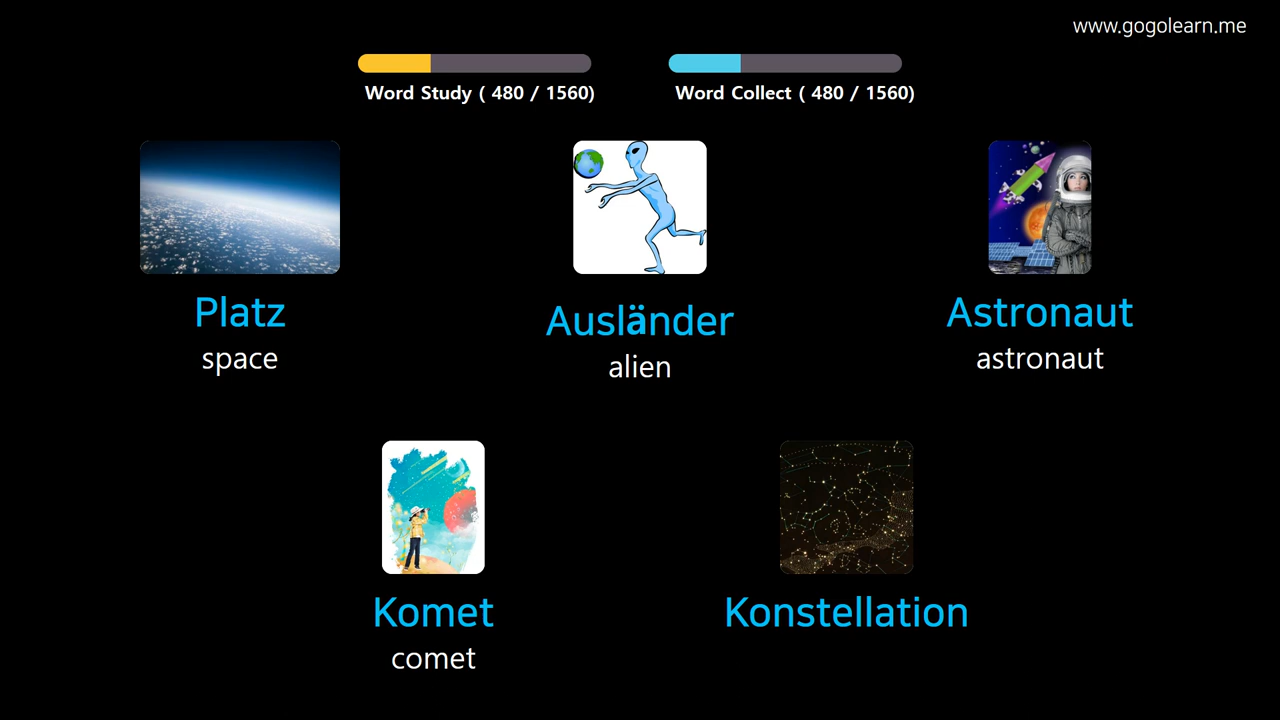 www.gogolearn.me
Word Study ( 480 / 1560)
Word Collect ( 480 / 1560)
Platz
space
Ausländer
alien
Astronaut
astronaut
Komet
comet
Konstellation